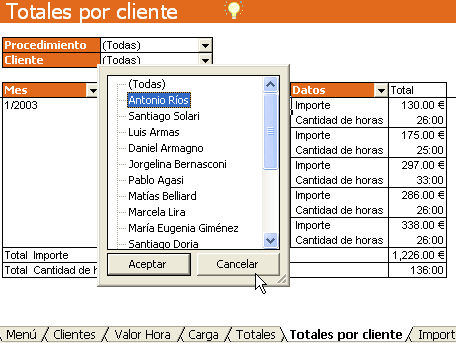 Totales por cliente
Procedimiento (Todas)
Cliente (Todas)
Mes Datos Total
1/2003 Importe 130.00 €
Cantidad de horas 26:00
Importe 175.00 €
Cantidad de horas 25:00
Importe 297.00 €
Cantidad de horas 33:00
Importe 286.00 €
Cantidad de horas 26:00
Importe 338.00 €
Cantidad de horas 26:00
Total Importe 1,226.00 €
Total Cantidad de h 136:00
(Todas)
Antonio Ríos
Santiago Solari
Luis Armas
Daniel Armagno
Jorgelina Bernasconi
Pablo Agasi
Matías Belliard
Marcela Lira
María Eugenia Giménez
Santiago Doria
Aceptar Cancelar
Menú Clientes Valor Hora Carga Totales Totales por cliente Import